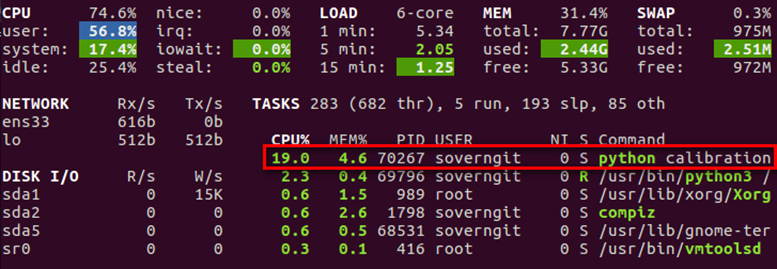 CPU 74.6% nice: 0.0% LOAD 6-core MEM 31.4% SWAP 0.3%
user: 56.8% irq: 0.0% 1 min: 5.34 total: 7.77G total: 975M
system: 17.4% iowait: 0.0% 5 min: 2.05 used: 2.44G used: 2.51M
idle: 25.4% steal: 0.0% 15 min: 1.25 free: 5.33G free: 972M
NETWORK Rx/s Tx/s TASKS 283 (682 thr), 5 run, 193 slp, 85 oth
ens33 616b 0b
lo 512b 512b CPU% MEM% PID USER NI S Command
19.0 4.6 70267 soverngit 0 S python calibration
DISK I/O R/s W/s 2.3 0.4 69796 soverngit 0 R /usr/bin/python3 /
sda1 0 15K 0.6 1.5 989 root 0 S /usr/lib/xorg/Xorg
sda2 0 0 0.6 2.6 1798 soverngit 0 S compiz
sda5 0 0 0.6 0.5 68531 soverngit 0 S /usr/lib/gnome-ter
sr0 0 0 0.3 0.1 416 root 0 S /usr/bin/vmtoolsd